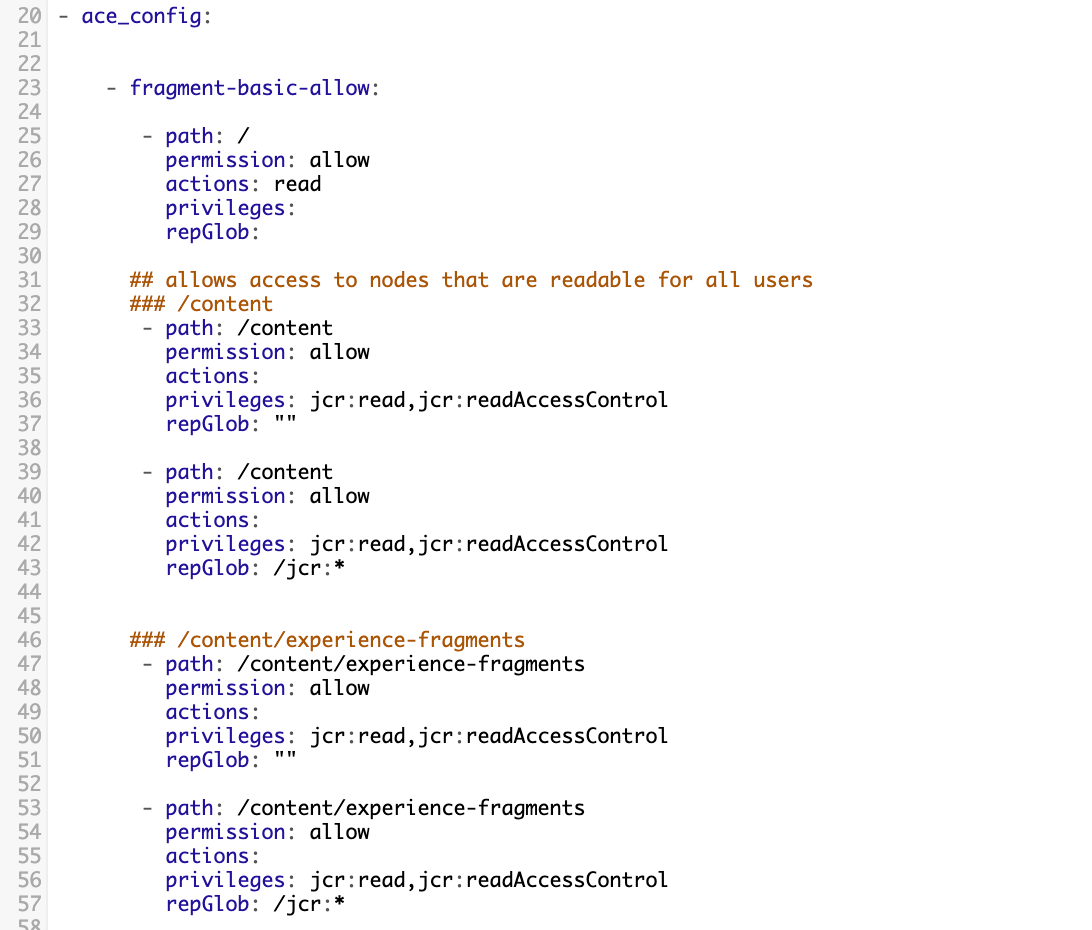 20 - ace_config:
21
22
23 - fragment-basic-allow:
24
25 - path: /
26 permission: allow
27 actions: read
28 privileges:
29 repGlob:
30
31 ## allows access to nodes that are readable for all users
32 ### /content
33 - path: /content
34 permission: allow
35 actions:
36 privileges: jcr:read,jcr:readAccessControl
37 repGlob: ""
38
39 - path: /content
40 permission: allow
41 actions:
42 privileges: jcr:read,jcr:readAccessControl
43 repGlob: /jcr:*
44
45
46 ### /content/experience-fragments
47 - path: /content/experience-fragments
48 permission: allow
49 actions:
50 privileges: jcr:read,jcr:readAccessControl
51 repGlob: ""
52
53 - path: /content/experience-fragments
54 permission: allow
55 actions:
56 privileges: jcr:read,jcr:readAccessControl
57 repGlob: /jcr:*
58